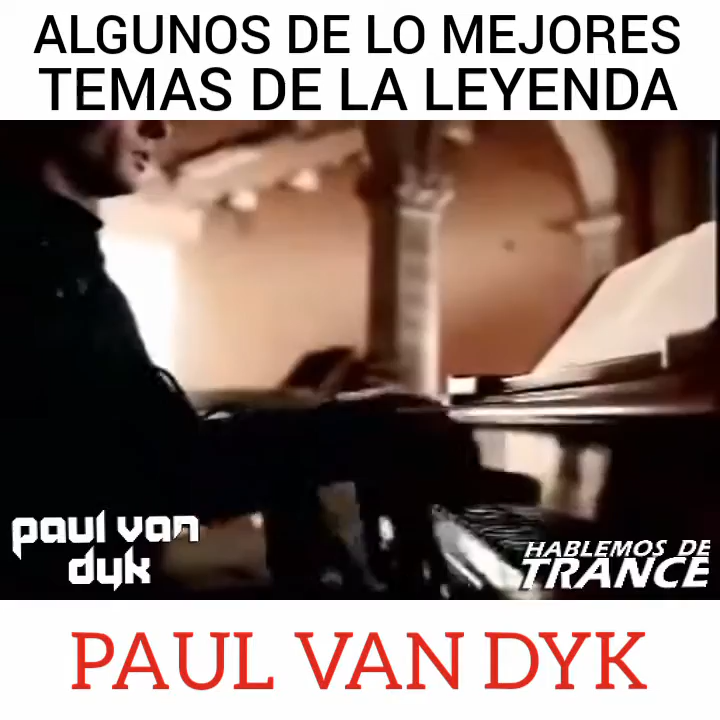 ALGUNOS DE LO MEJORES
TEMAS DE LA LEYENDA
paul van
dyk
HABLEMOS DE
TRANCE
PAUL VAN DYK